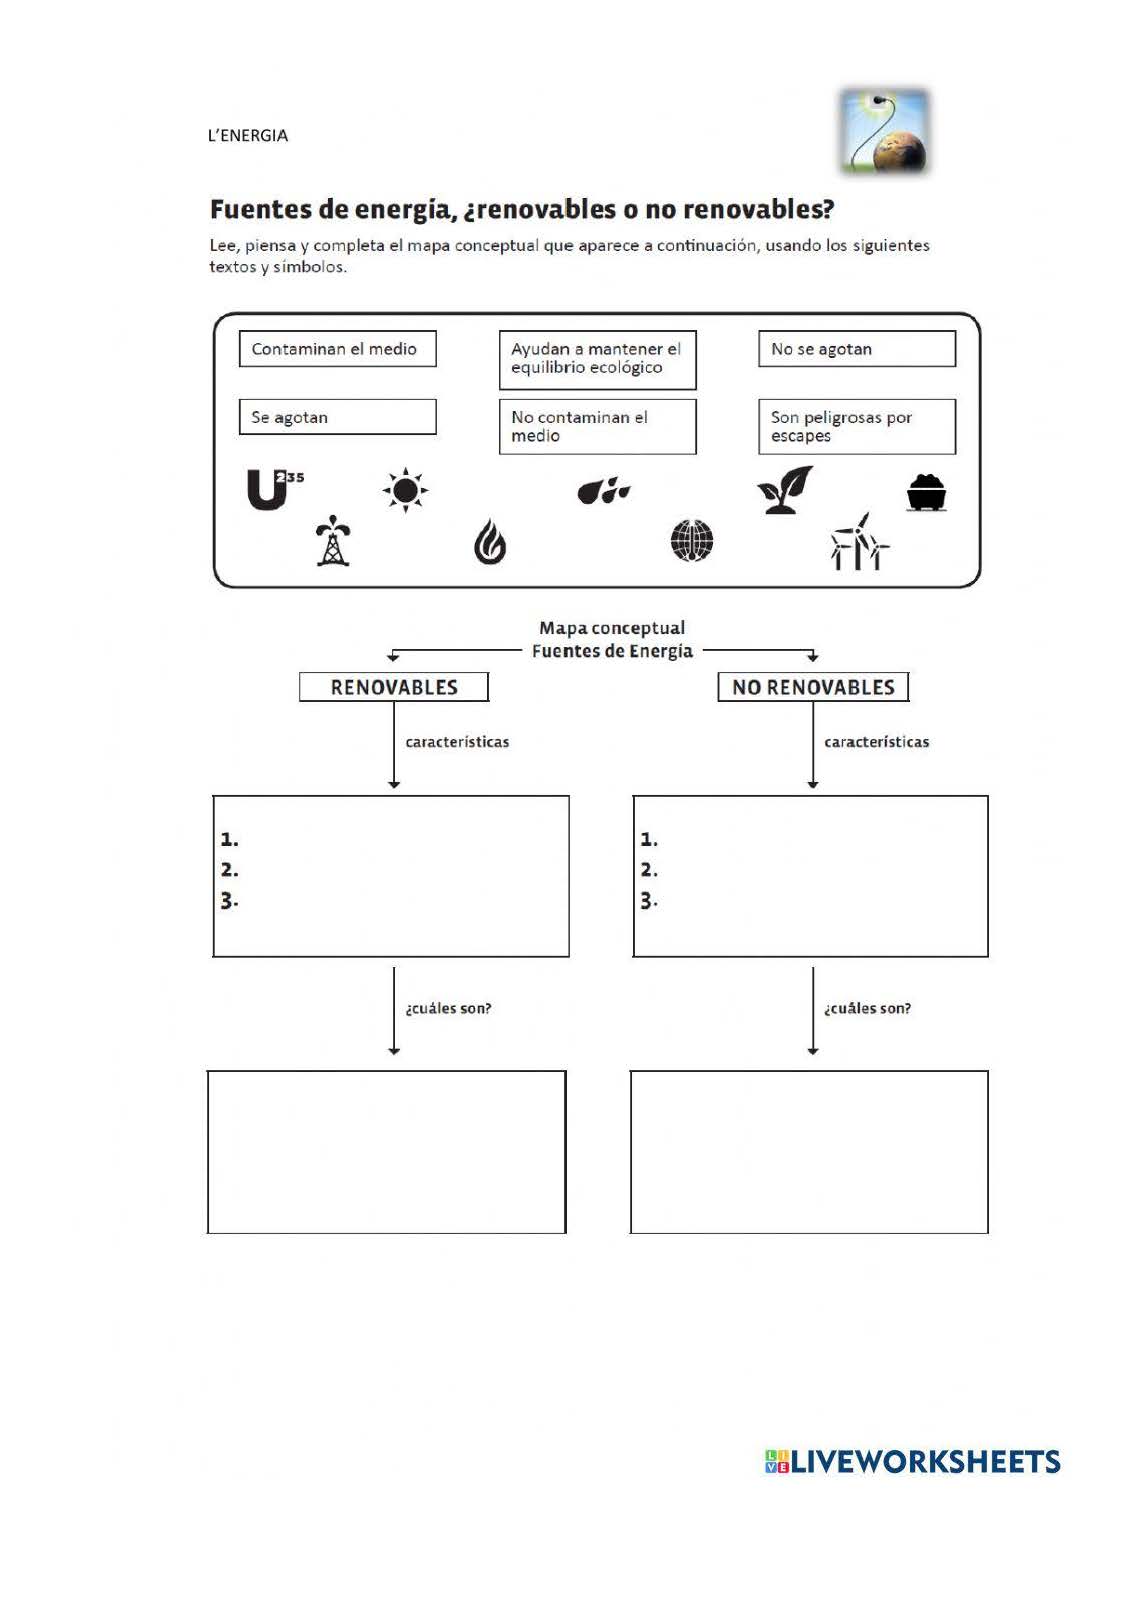 L'ENERGIA
Fuentes de energía, ¿renovables o no renovables?
Lee, piensa y completa el mapa conceptual que aparece a continuación, usando los siguientes
textos y símbolos.
Contaminan el medio
Ayudan a mantener el
equilibrio ecológico
No se agotan
Se agotan
No contaminan el
medio
Son peligrosas por
escapes
U235
Mapa conceptual
Fuentes de Energía
RENOVABLES
NO RENOVABLES
características
características
1.
2.
3.
1.
2.
3.
¿cuáles son?
¿cuáles son?
LIVE LIVEWORKSHEETS